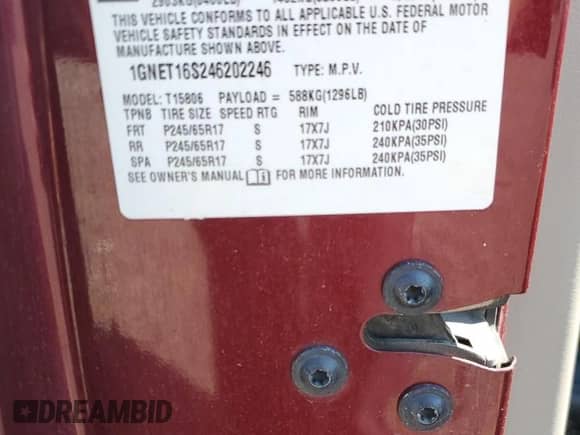 THIS VEHICLE CONFORMS TO ALL APPLICABLE U.S. FEDERAL MOTOR
VEHICLE SAFETY STANDARDS IN EFFECT ON THE DATE OF
MANUFACTURE SHOWN ABOVE.
1GNET16S246202246 TYPE: M.P.V.
MODEL: T15806 PAYLOAD = 588KG(1296LB)
TPNB TIRE SIZE SPEED RTG RIM COLD TIRE PRESSURE
FRT P245/65R17 S 17X7J 210KPA(30PSI)
RR P245/65R17 S 17X7J 240KPA(35PSI)
SPA P245/65R17 S 17X7J 240KPA(35PSI)
SEE OWNER'S MANUAL FOR MORE INFORMATION.
DREAMBID